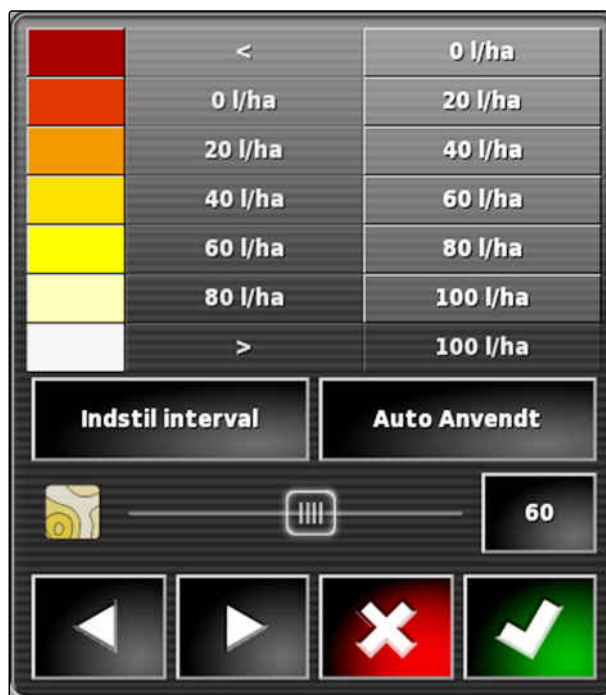 < 0 l/ha
0 l/ha 20 l/ha
20 l/ha 40 l/ha
40 l/ha 60 l/ha
60 l/ha 80 l/ha
80 l/ha 100 l/ha
> 100 l/ha
Indstil interval Auto Anvendt
60